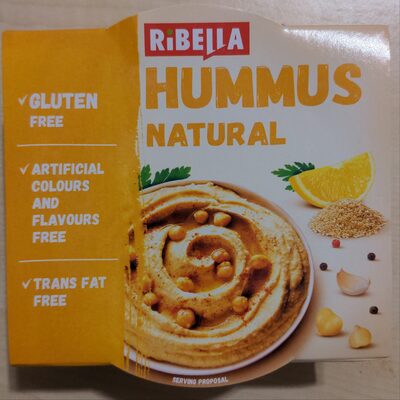 RiBELLA
HUMMUS
NATURAL
GLUTEN
FREE
ARTIFICIAL
COLOURS
AND
FLAVOURS
FREE
TRANS FAT
FREE
SERVING PROPOSAL